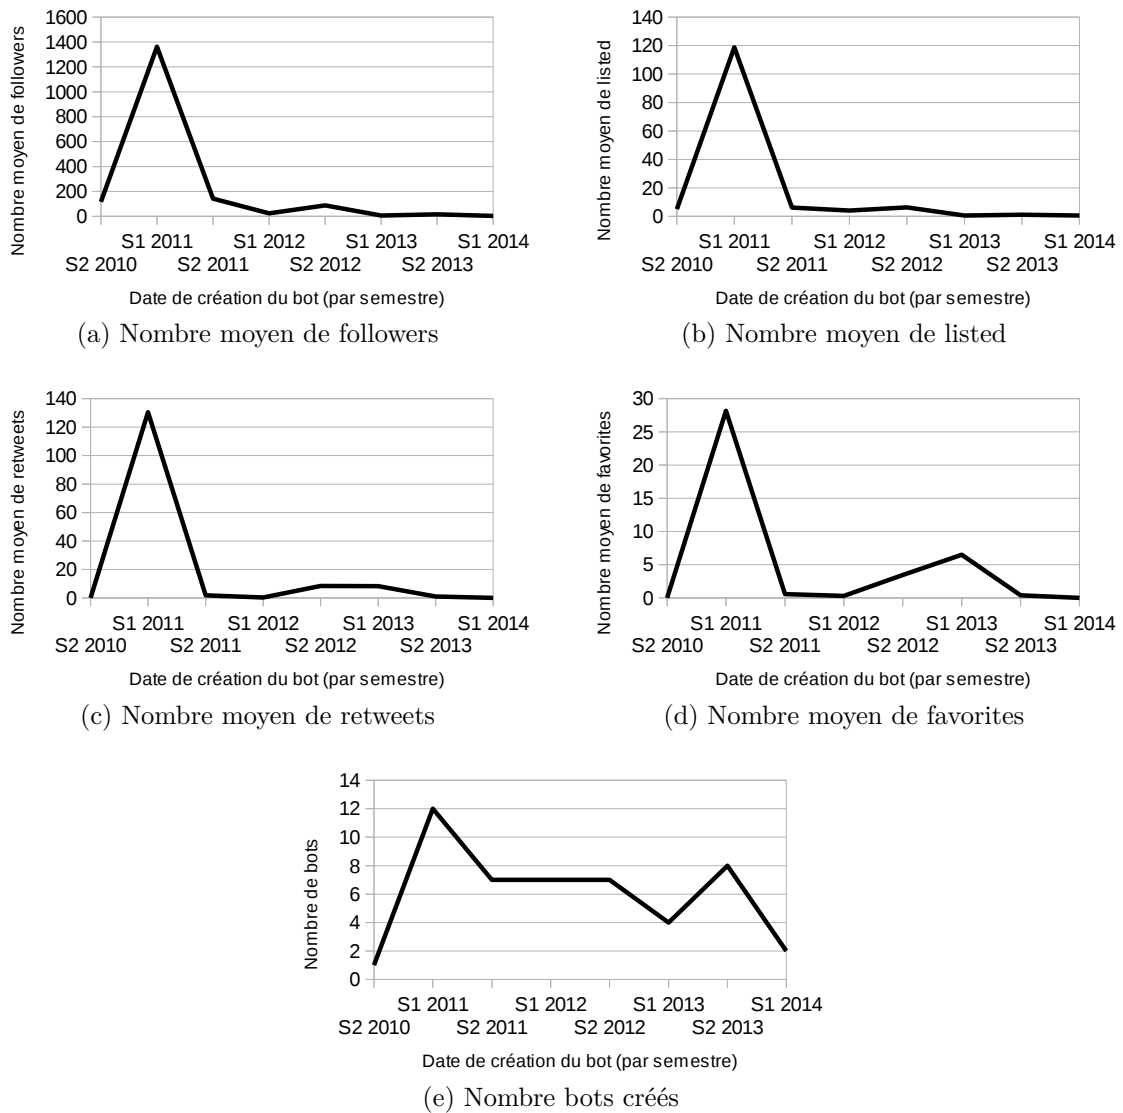 Nombre moyen de followers
1600
1400
1200
1000
800
600
400
200
0
S1 2011 S1 2012 S1 2013 S1 2014
S2 2010 S2 2011 S2 2012 S2 2013
Date de création du bot (par semestre)
(a) Nombre moyen de followers
Nombre moyen de listed
140
120
100
80
60
40
20
0
S1 2011 S1 2012 S1 2013 S1 2014
S2 2010 S2 2011 S2 2012 S2 2013
Date de création du bot (par semestre)
(b) Nombre moyen de listed
Nombre moyen de retweets
140
120
100
80
60
40
20
0
S1 2011 S1 2012 S1 2013 S1 2014
S2 2010 S2 2011 S2 2012 S2 2013
Date de création du bot (par semestre)
(c) Nombre moyen de retweets
Nombre moyen de favorites
30
25
20
15
10
5
0
S1 2011 S1 2012 S1 2013 S1 2014
S2 2010 S2 2011 S2 2012 S2 2013
Date de création du bot (par semestre)
(d) Nombre moyen de favorites
Nombre de bots
14
12
10
8
6
4
2
0
S1 2011 S1 2012 S1 2013 S1 2014
S2 2010 S2 2011 S2 2012 S2 2013
Date de création du bot (par semestre)
(e) Nombre bots créés